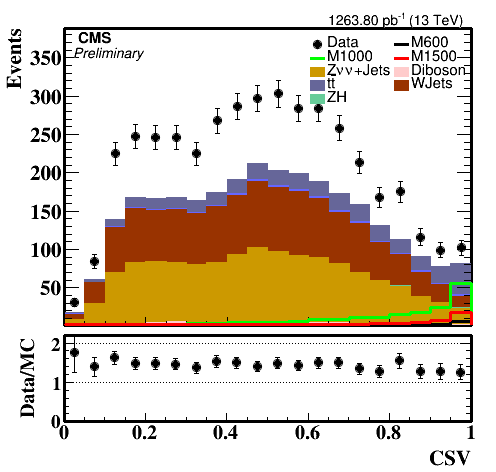 1263.80 pb⁻¹ (13 TeV)
CMS
Preliminary
Data
M600
M1000
M1500
Zνν+Jets
Diboson
tt
WJets
ZH
Events
350
300
250
200
150
100
50
Data/MC
2
1
0
0 0.2 0.4 0.6 0.8 1
CSV